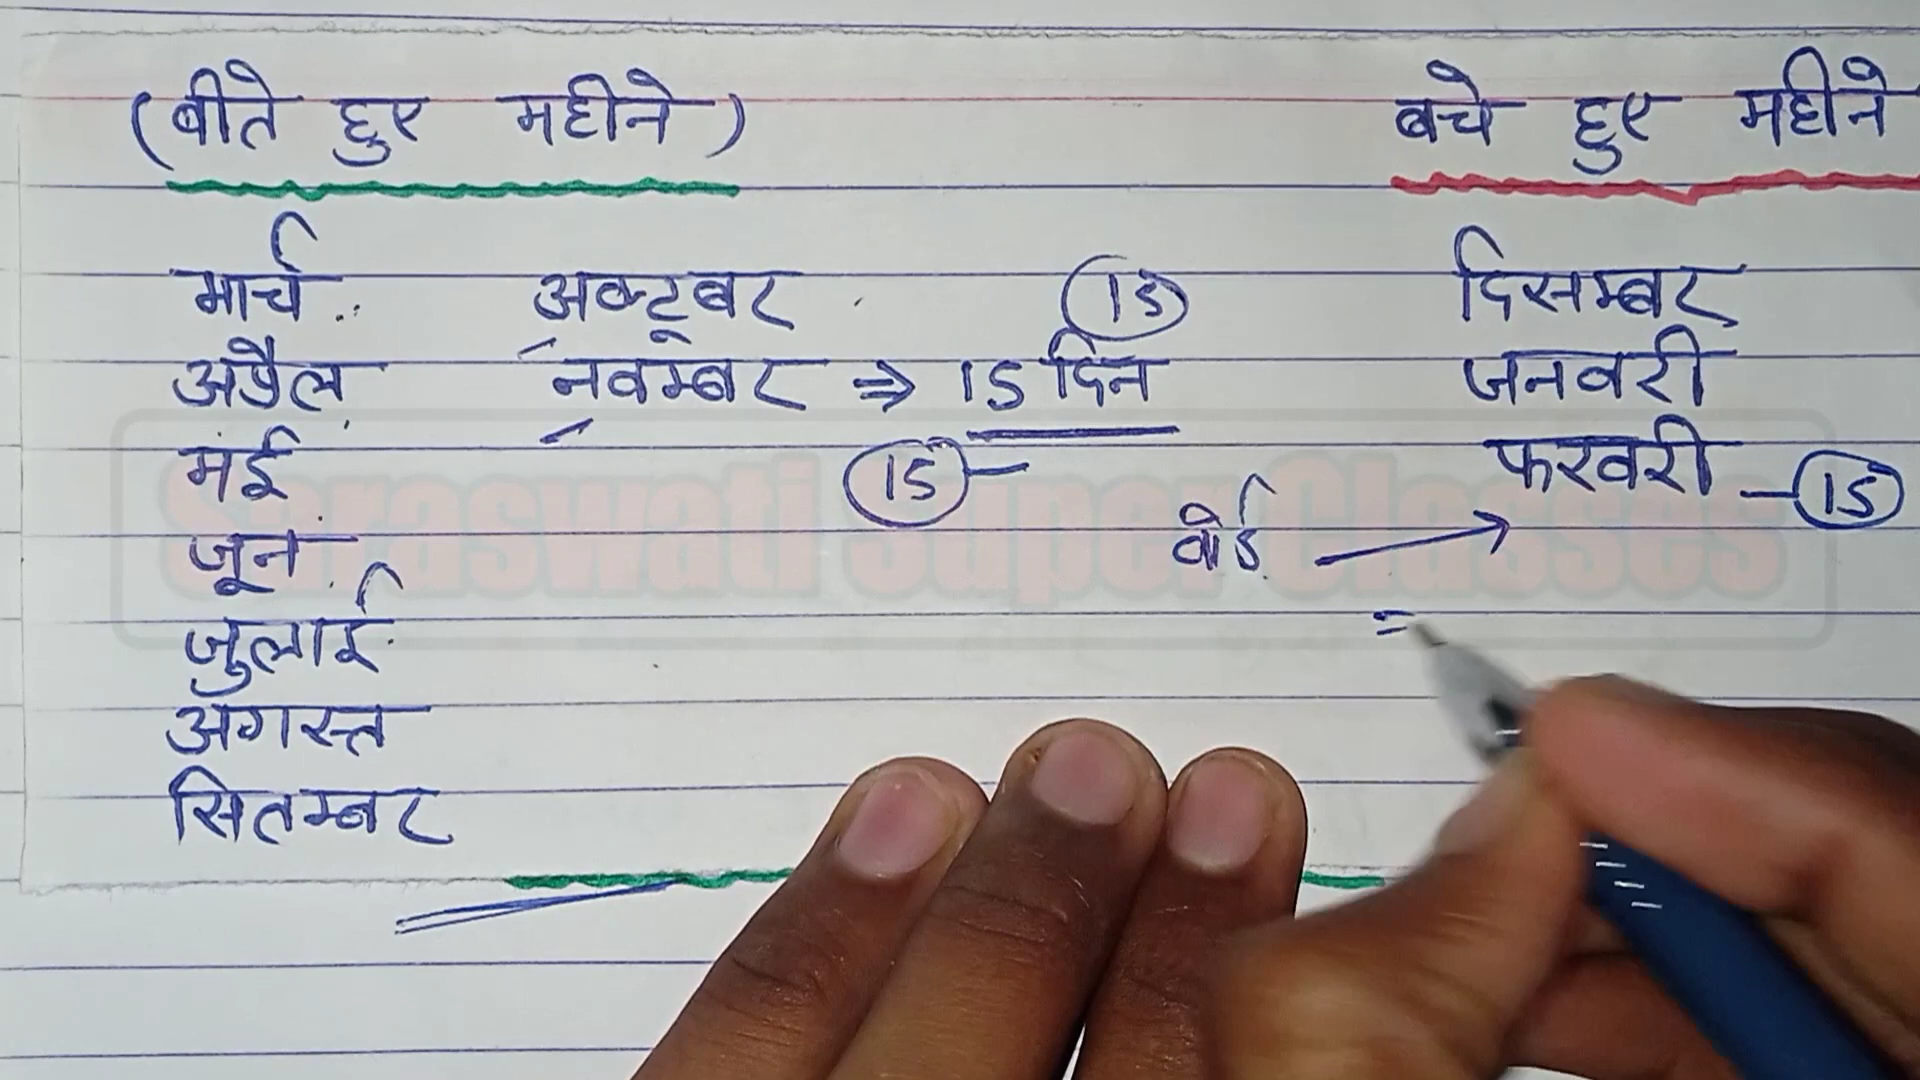 (बीते हुए महीने)
बचे हुए महीने
मार्च
अप्रैल
मई
जून
जुलाई
अगस्त
सितम्बर
अक्टूबर
नवम्बर ⇒ 15 दिन
15
15
दिसम्बर
जनवरी
फरवरी - 15
बोर्ड →
=
Saraswati Super Classes